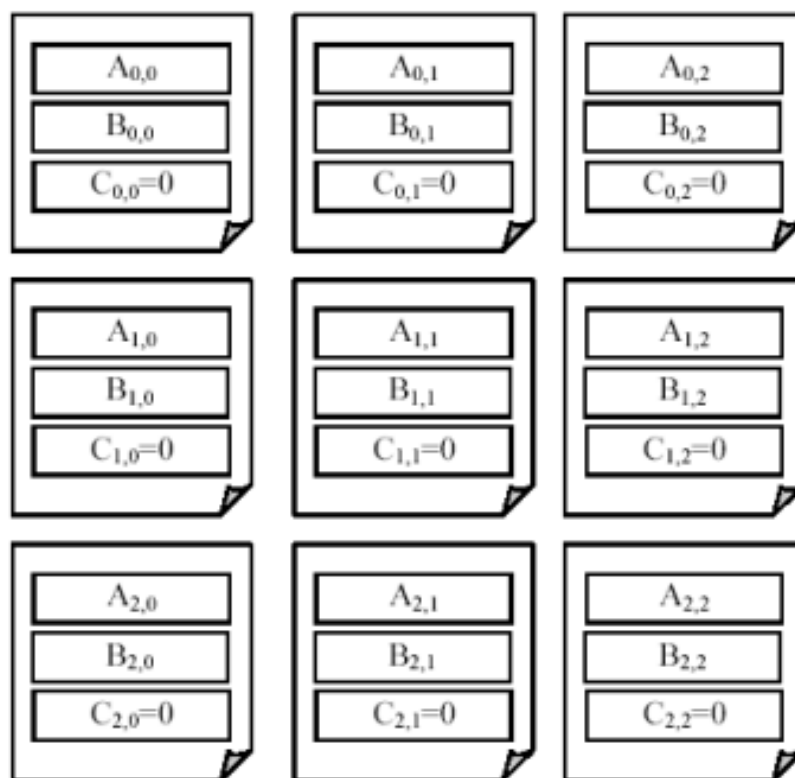 A0,0
B0,0
C0,0=0
A0,1
B0,1
C0,1=0
A0,2
B0,2
C0,2=0
A1,0
B1,0
C1,0=0
A1,1
B1,1
C1,1=0
A1,2
B1,2
C1,2=0
A2,0
B2,0
C2,0=0
A2,1
B2,1
C2,1=0
A2,2
B2,2
C2,2=0